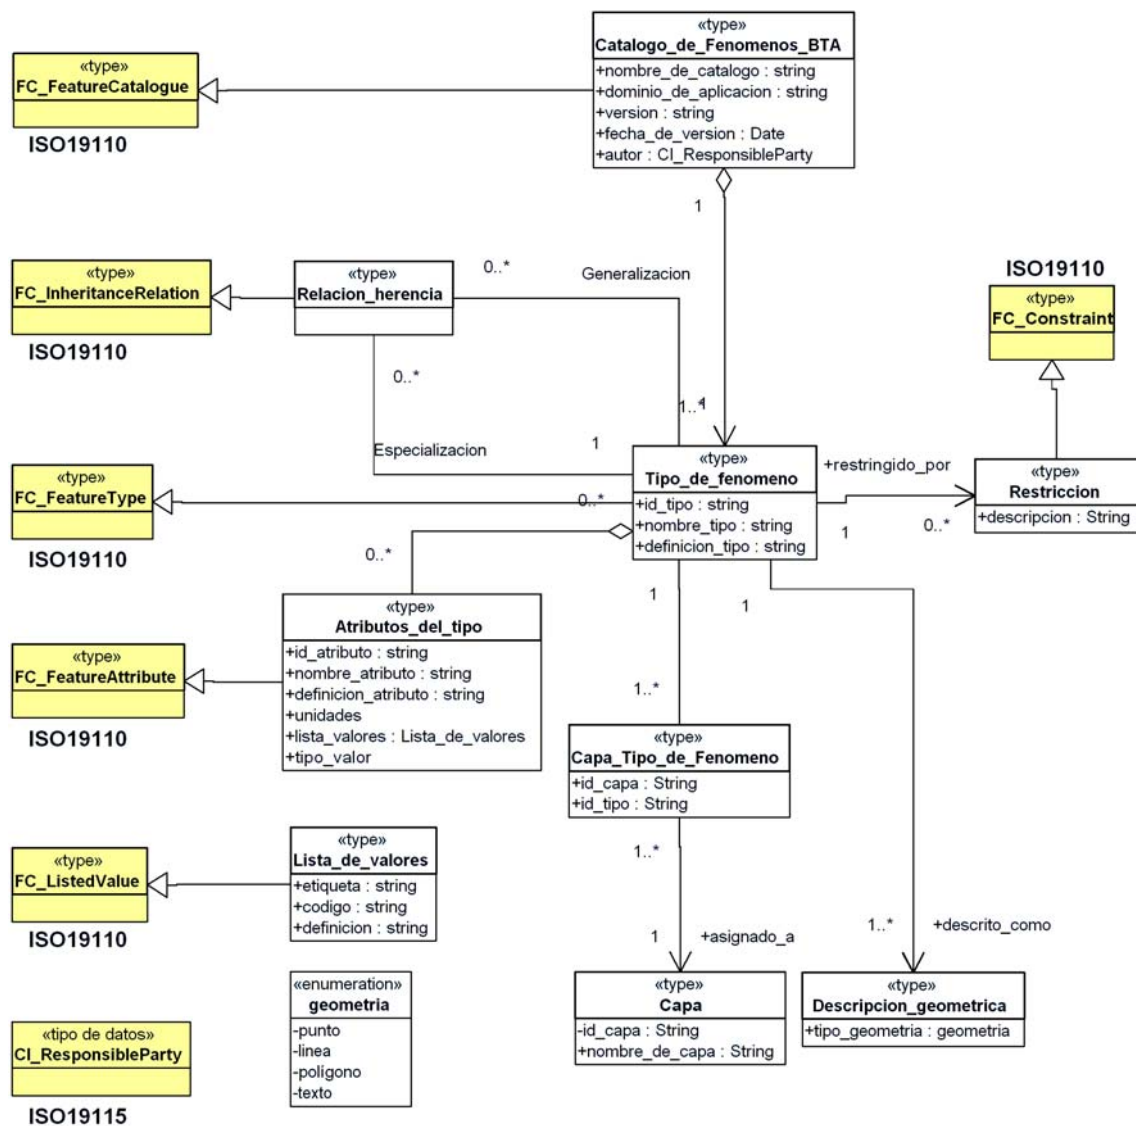 «type»
Catalogo_de_Fenomenos_BTA
+nombre_de_catalogo : string
+dominio_de_aplicacion : string
+version : string
+fecha_de_version : Date
+autor : CI_ResponsibleParty
«type»
FC_FeatureCatalogue
ISO19110
1
«type»
FC_InheritanceRelation
ISO19110
«type»
Relacion_herencia
0..*
Generalizacion
ISO19110
«type»
FC_Constraint
0..*
1..*
1
Especializacion
1
«type»
FC_FeatureType
ISO19110
0..*
«type»
Tipo_de_fenomeno
+id_tipo : string
+nombre_tipo : string
+definicion_tipo : string
+restringido_por
1
0..*
«type»
Restriccion
+descripcion : String
0..*
«type»
Atributos_del_tipo
+id_atributo : string
+nombre_atributo : string
+definicion_atributo : string
+unidades
+lista_valores : Lista_de_valores
+tipo_valor
1
1
«type»
FC_FeatureAttribute
ISO19110
1..*
«type»
Capa_Tipo_de_Fenomeno
+id_capa : String
+id_tipo : String
«type»
FC_ListedValue
ISO19110
«type»
Lista_de_valores
+etiqueta : string
+codigo : string
+definicion : string
1..*
1
+asignado_a
1..*
+descrito_como
«enumeration»
geometria
-punto
-linea
-polígono
-texto
«type»
Capa
-id_capa : String
+nombre_de_capa : String
«type»
Descripcion_geometrica
+tipo_geometria : geometria
«tipo de datos»
CI_ResponsibleParty
ISO19115